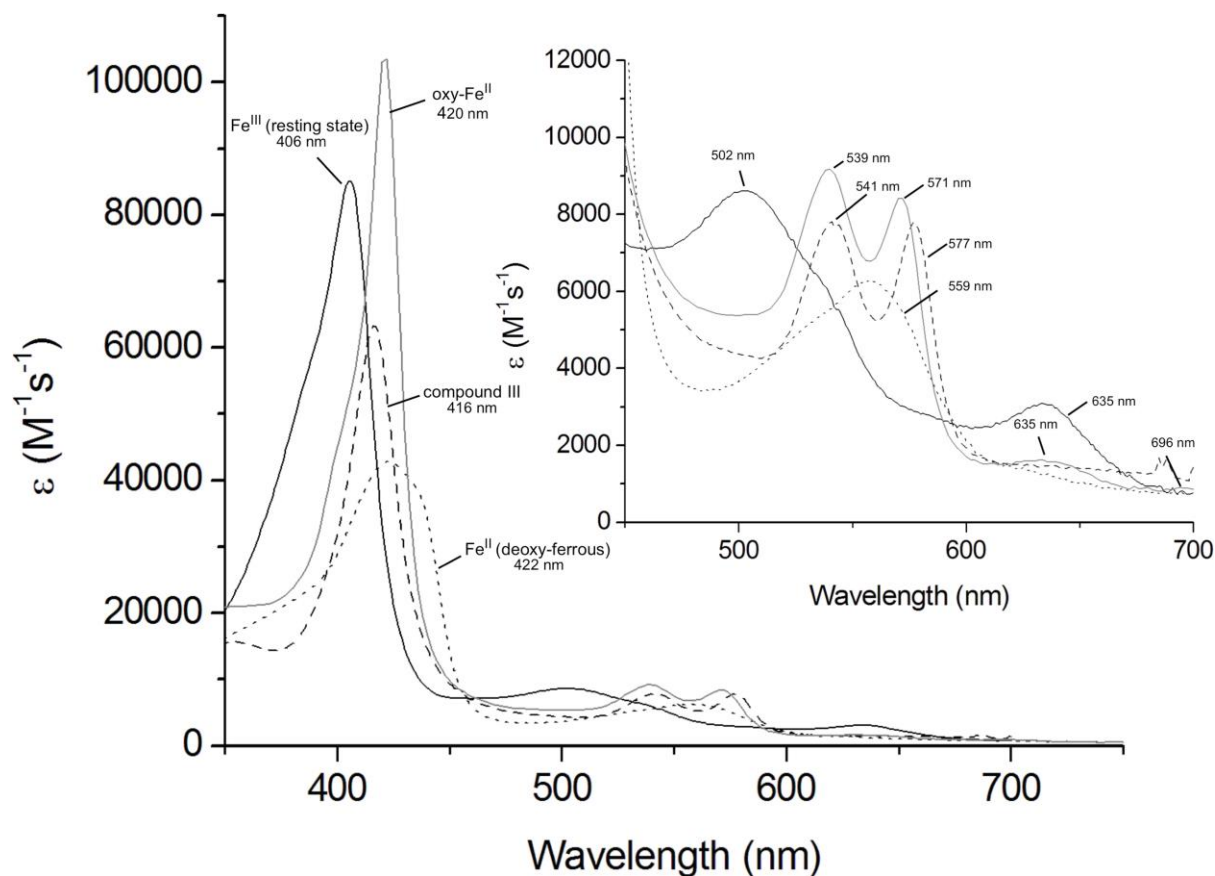 ε (M⁻¹s⁻¹)
100000
80000
60000
40000
20000
0
Fe^III (resting state)
406 nm
oxy-Fe^II
420 nm
compound III
416 nm
Fe^II (deoxy-ferrous)
422 nm
400
500
600
700
Wavelength (nm)
ε (M⁻¹s⁻¹)
12000
10000
8000
6000
4000
2000
0
502 nm
539 nm
541 nm
571 nm
577 nm
559 nm
635 nm
635 nm
696 nm
500
600
700
Wavelength (nm)